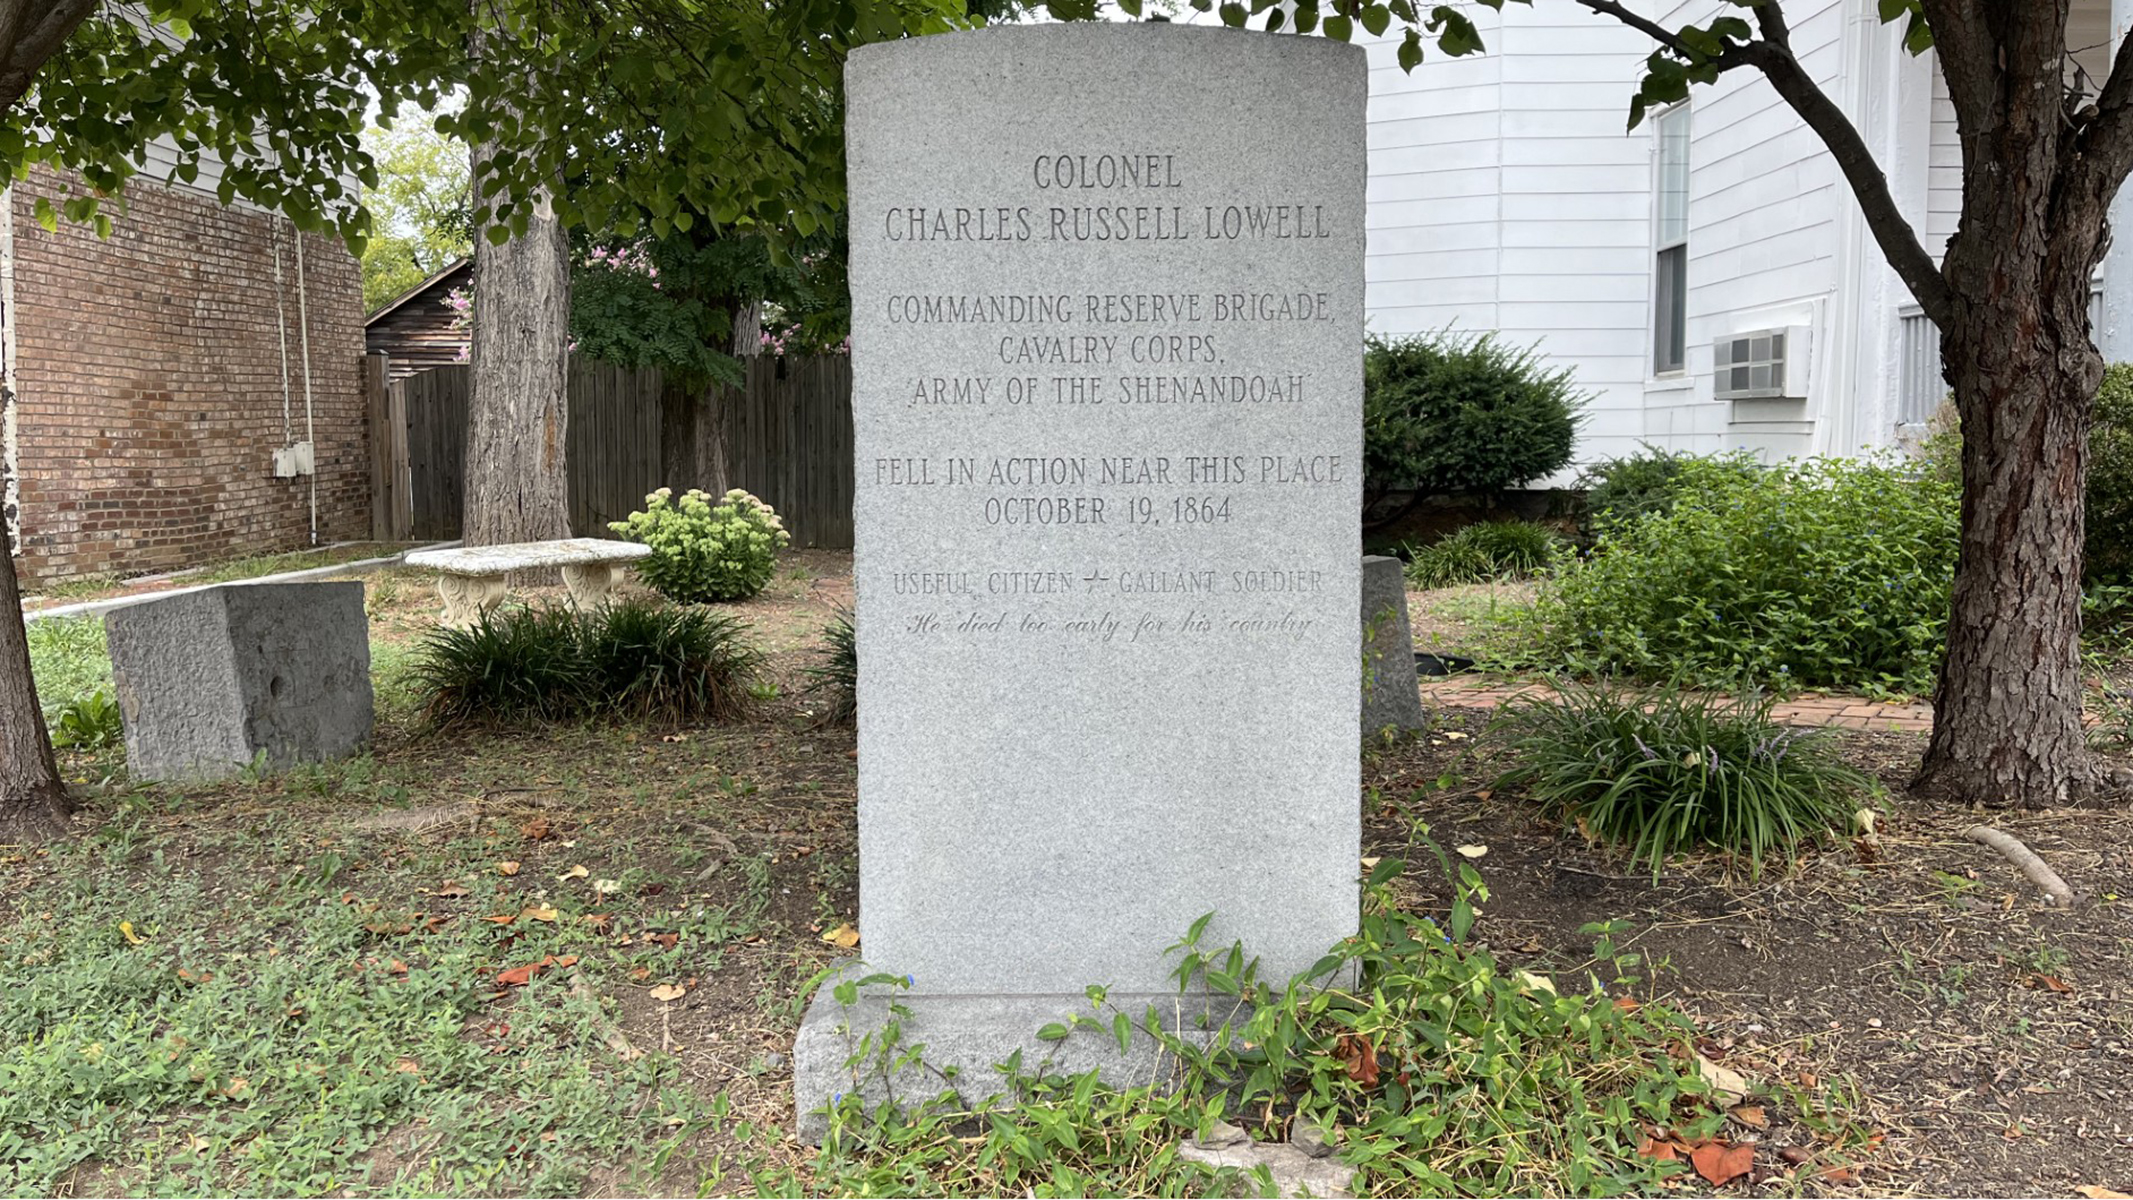 COLONEL
CHARLES RUSSELL LOWELL
COMMANDING RESERVE BRIGADE,
CAVALRY CORPS,
ARMY OF THE SHENANDOAH
FELL IN ACTION NEAR THIS PLACE
OCTOBER 19, 1864
USEFUL CITIZEN ☆ GALLANT SOLDIER
He died too early for his country